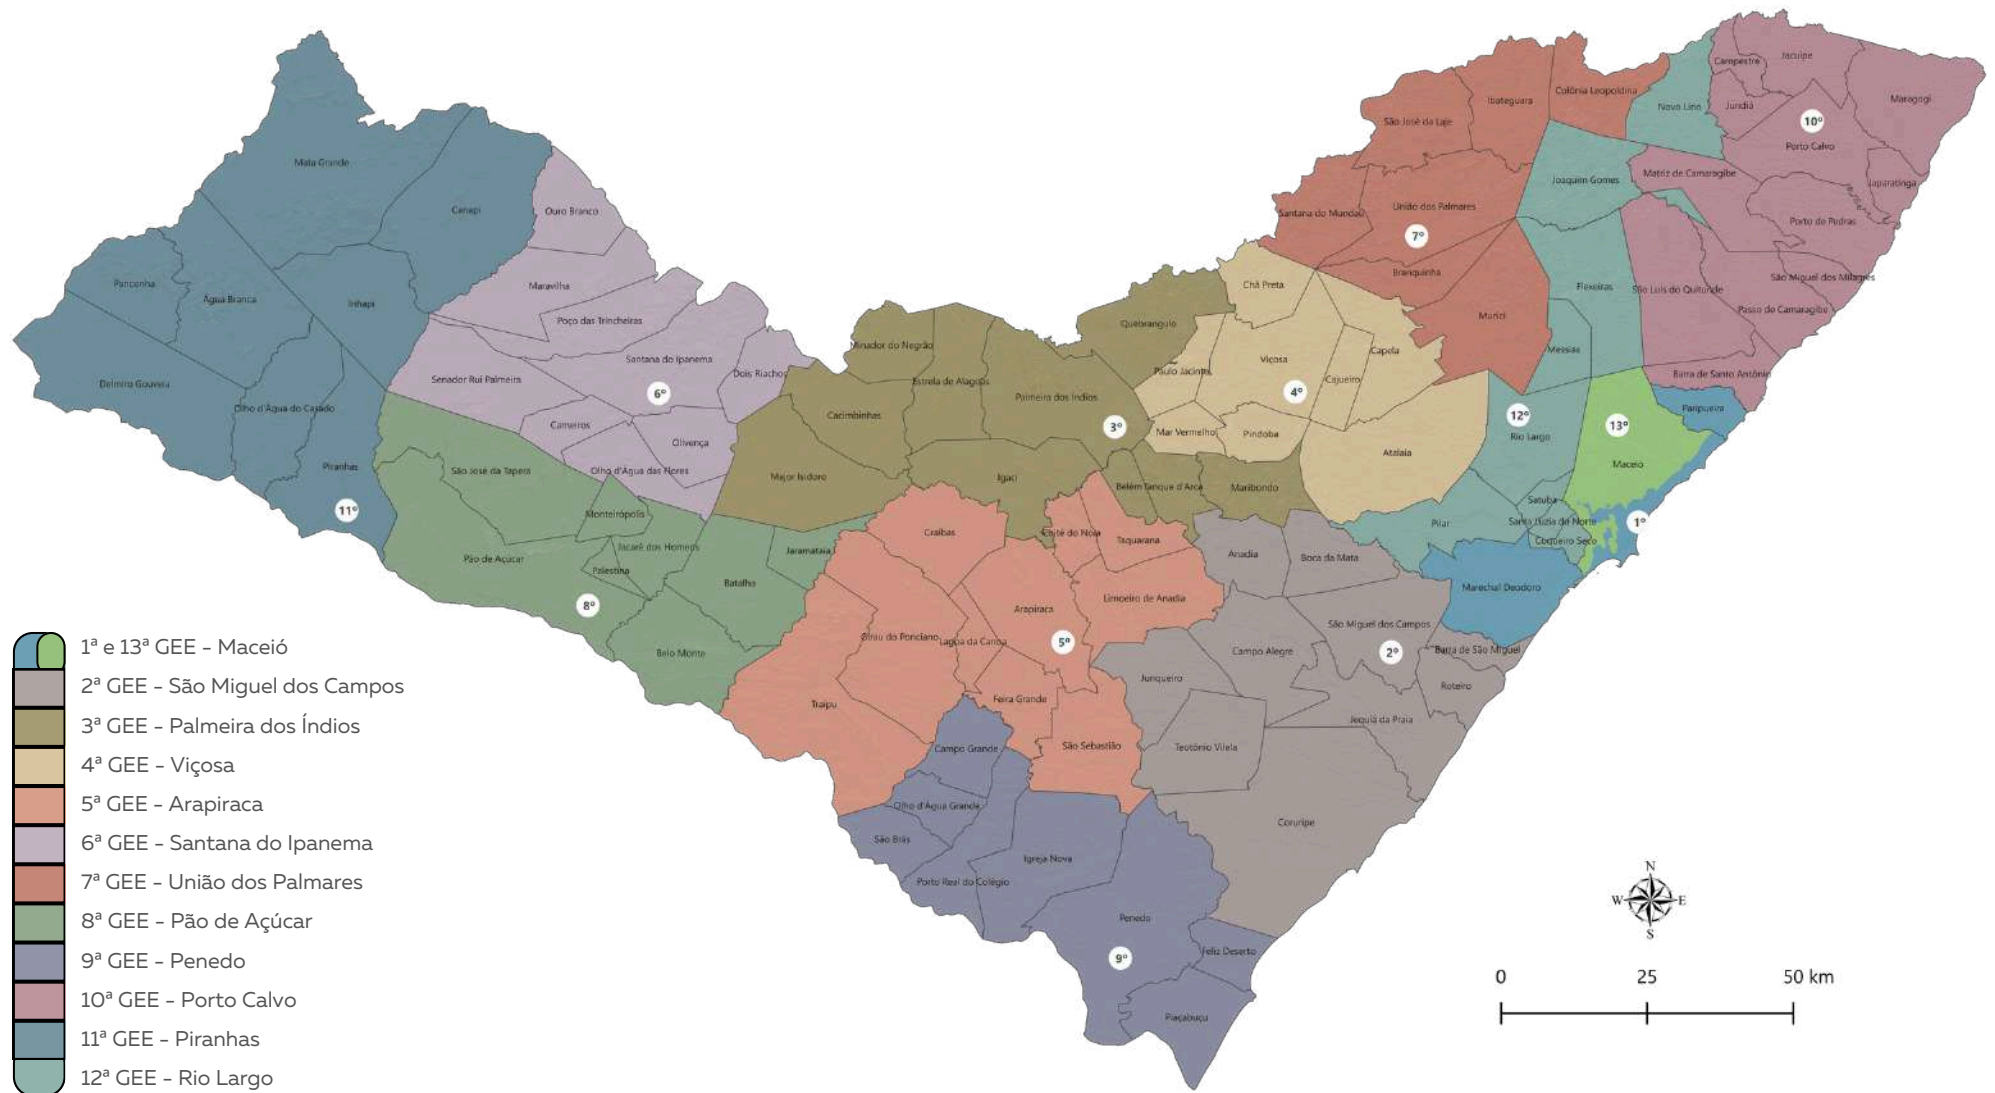 Campestre
Jacuípe
Colônia Leopoldina
Ibateguara
Novo Lino
Jundiá
Maragogi
São José da Laje
10º
Porto Calvo
Mata Grande
Matriz de Camaragibe
Joaquim Gomes
Japaratinga
Canapi
Ouro Branco
Santana do Mundaú
União dos Palmares
Porto de Pedras
7º
Branquinha
São Miguel dos Milagres
Pariconha
Água Branca
Inhapi
Maravilha
Chã Preta
Flexeiras
São Luís do Quitunde
Passo de Camaragibe
Poço das Trincheiras
Quebrangulo
Murici
Minador do Negrão
Messias
Capela
Santana do Ipanema
Viçosa
Dois Riachos
Paulo Jacinto
Barra de Santo Antônio
Delmiro Gouveia
Senador Rui Palmeira
Estrela de Alagoas
Cajueiro
6º
4º
Palmeira dos Índios
Olho d'Água do Casado
Paripueira
Cacimbinhas
12º
Carneiros
3º
13º
Mar Vermelho
Pindoba
Rio Largo
Olivença
Atalaia
Piranhas
São José da Tapera
Olho d'Água das Flores
Maceió
Major Isidoro
Igaci
Belém
Tanque d'Arca
Maribondo
Satuba
11º
Monteirópolis
Pilar
Santa Luzia do Norte
1º
Craíbas
Coité do Nóia
Taquarana
Coqueiro Seco
Pão de Açúcar
Jacaré dos Homens
Jaramataia
Anadia
Boca da Mata
Palestina
Batalha
Marechal Deodoro
8º
Arapiraca
Limoeiro de Anadia
São Miguel dos Campos
Girau do Ponciano
Lagoa da Canoa
5º
Belo Monte
Campo Alegre
2º
Barra de São Miguel
Junqueiro
Roteiro
Feira Grande
Traipu
Jequiá da Praia
Campo Grande
São Sebastião
Teotônio Vilela
Olho d'Água Grande
Coruripe
São Brás
Igreja Nova
Porto Real do Colégio
Penedo
Feliz Deserto
9º
Piaçabuçu
1ª e 13ª GEE - Maceió
2ª GEE - São Miguel dos Campos
3ª GEE - Palmeira dos Índios
4ª GEE - Viçosa
5ª GEE - Arapiraca
6ª GEE - Santana do Ipanema
7ª GEE - União dos Palmares
8ª GEE - Pão de Açúcar
9ª GEE - Penedo
10ª GEE - Porto Calvo
11ª GEE - Piranhas
12ª GEE - Rio Largo
N
W E
S
0 25 50 km